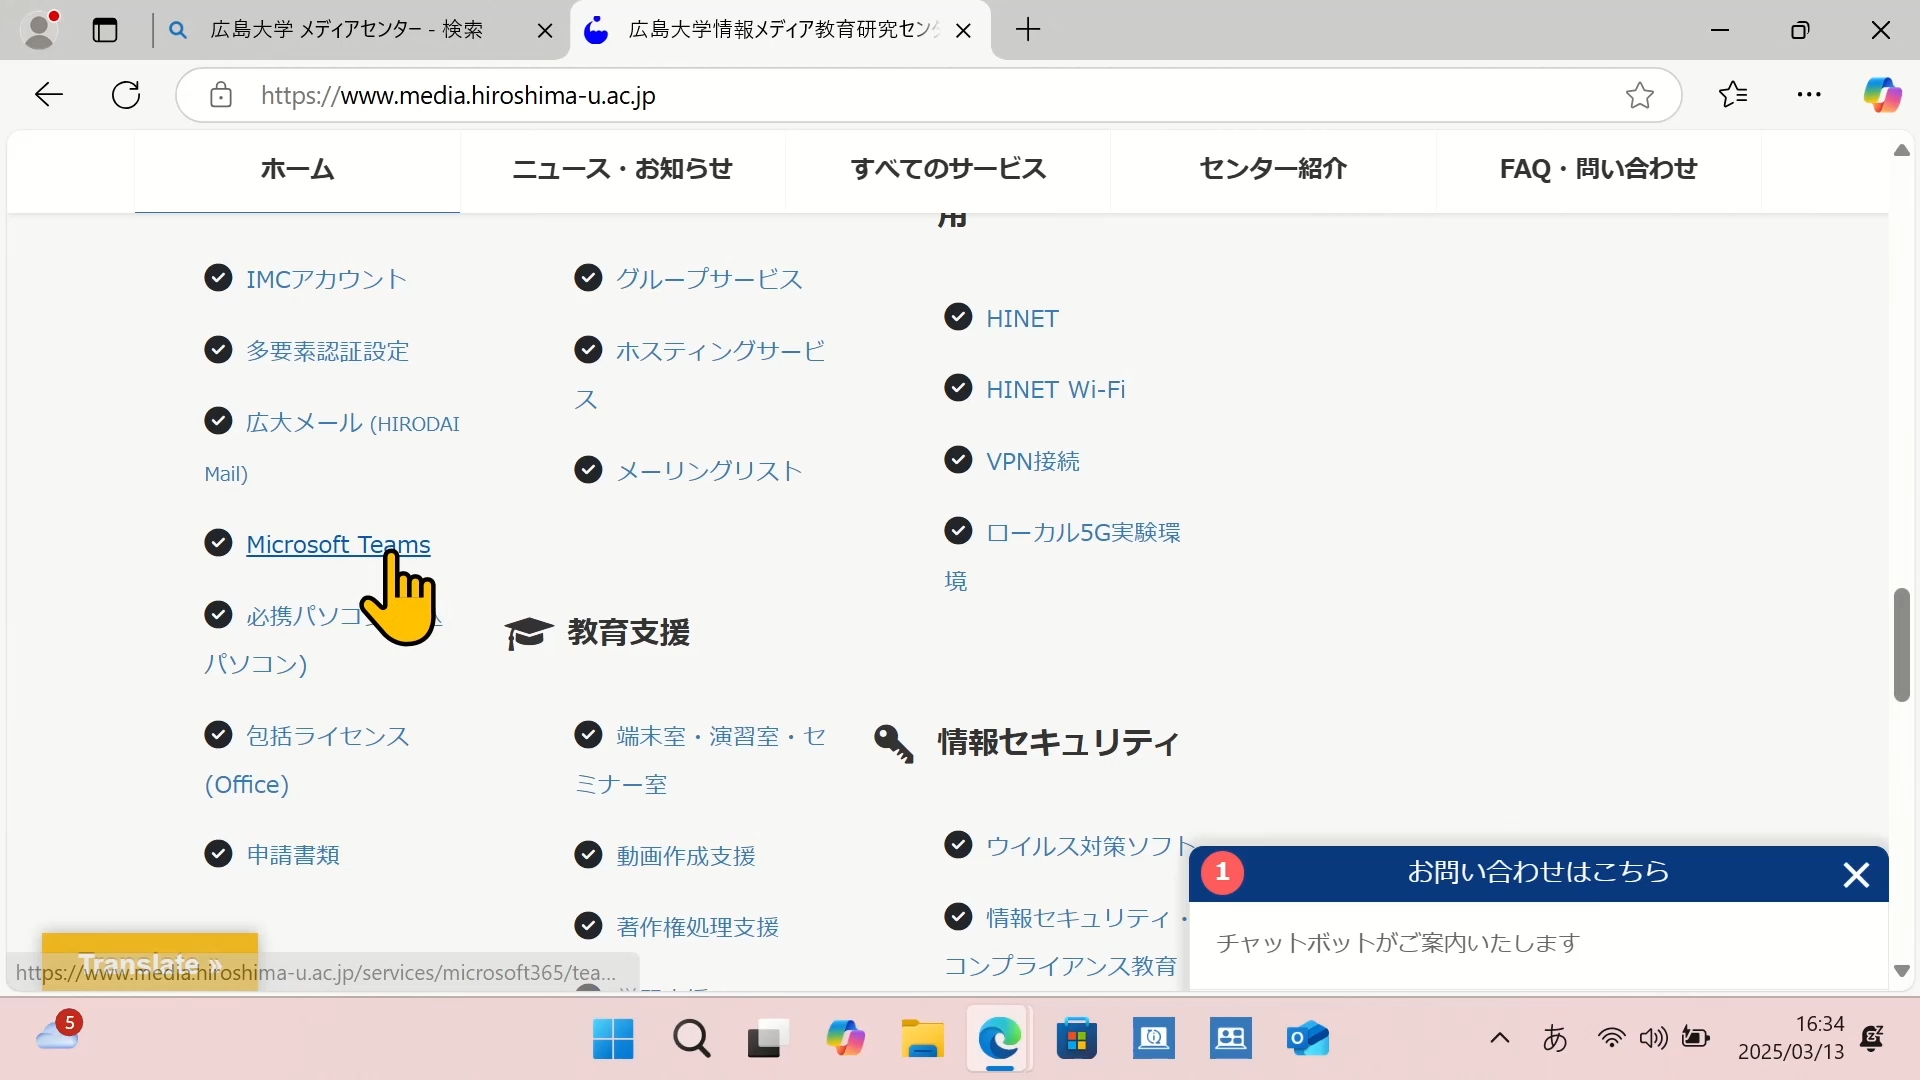 広島大学 メディアセンター - 検索
広島大学情報メディア教育研究セン
https://www.media.hiroshima-u.ac.jp
ホーム
ニュース・お知らせ
すべてのサービス
センター紹介
FAQ・問い合わせ
用
IMCアカウント
多要素認証設定
広大メール (HIRODAI
Mail)
Microsoft Teams
必携パソコ
パソコン)
包括ライセンス
(Office)
申請書類
グループサービス
ホスティングサービ
ス
メーリングリスト
教育支援
端末室・演習室・セ
ミナー室
動画作成支援
著作権処理支援
HINET
HINET Wi-Fi
VPN接続
ローカル5G実験環
境
情報セキュリティ
ウイルス対策ソフト
情報セキュリティ・
コンプライアンス教育
1
お問い合わせはこちら
チャットボットがご案内いたします
Translate »
https://www.media.hiroshima-u.ac.jp/services/microsoft365/tea...
5
あ
16:34
2025/03/13